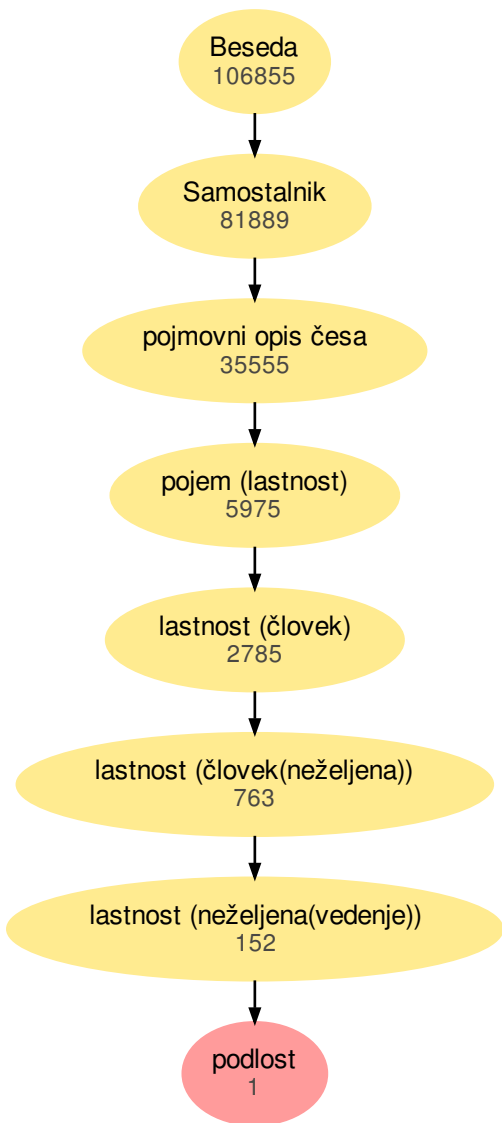 Beseda
106855
Samostalnik
81889
pojmovni opis česa
35555
pojem (lastnost)
5975
lastnost (človek)
2785
lastnost (človek(neželjena))
763
lastnost (neželjena(vedenje))
152
podlost
1